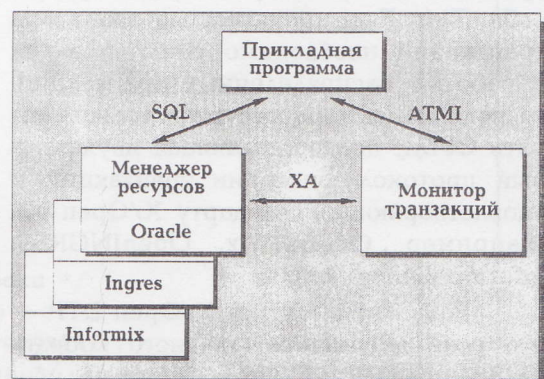 Прикладная
программа
SQL
ATMI
Менеджер
ресурсов
XA
Монитор
транзакций
Oracle
Ingres
Informix